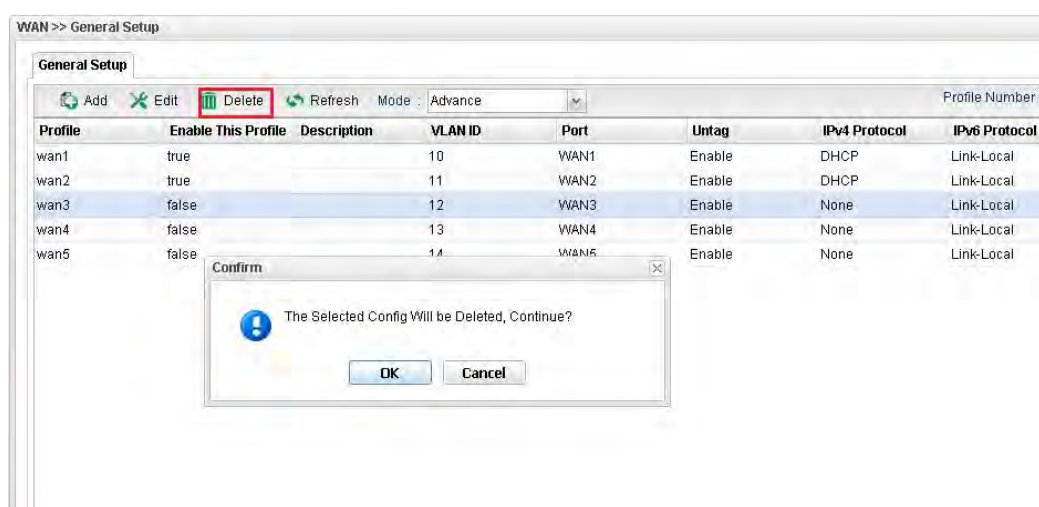 WAN >> General Setup
General Setup
Add Edit Delete Refresh Mode : Advance Profile Number
Profile Enable This Profile Description VLAN ID Port Untag IPv4 Protocol IPv6 Protocol
wan1 true 10 WAN1 Enable DHCP Link-Local
wan2 true 11 WAN2 Enable DHCP Link-Local
wan3 false 12 WAN3 Enable None Link-Local
wan4 false 13 WAN4 Enable None Link-Local
wan5 false 14 WAN5 Enable None Link-Local
Confirm
The Selected Config Will be Deleted, Continue?
OK Cancel